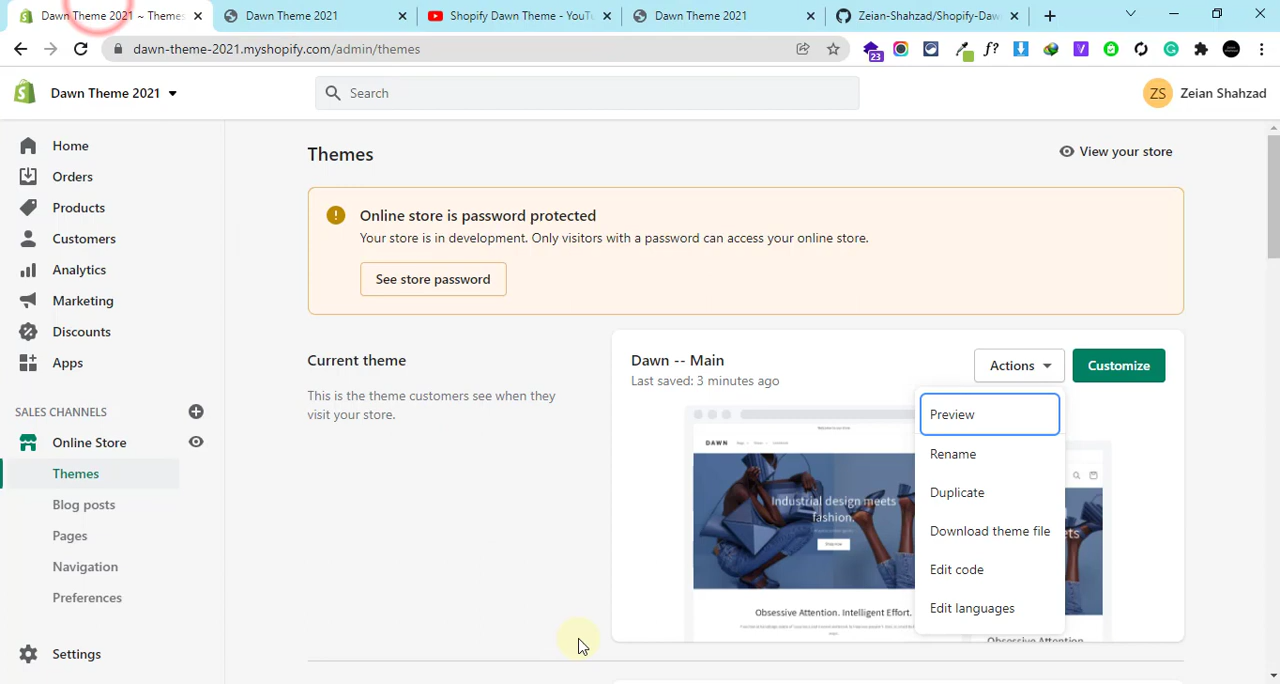 Dawn Theme 2021 ~ Themes
Dawn Theme 2021
Shopify Dawn Theme - YouTu
Dawn Theme 2021
Zeian-Shahzad/Shopify-Daw
dawn-theme-2021.myshopify.com/admin/themes
23
f?
V
Dawn Theme 2021
Search
ZS
Zeian Shahzad
Home
Orders
Products
Customers
Analytics
Marketing
Discounts
Apps
SALES CHANNELS
Online Store
Themes
Blog posts
Pages
Navigation
Preferences
Settings
Themes
View your store
Online store is password protected
Your store is in development. Only visitors with a password can access your online store.
See store password
Current theme
This is the theme customers see when they
visit your store.
Dawn -- Main
Last saved: 3 minutes ago
Actions
Customize
Preview
Rename
Duplicate
Download theme file
Edit code
Edit languages
DAWN
Industrial design meets
fashion.
Obsessive Attention. Intelligent Effort.
ets
Obsessive Attention